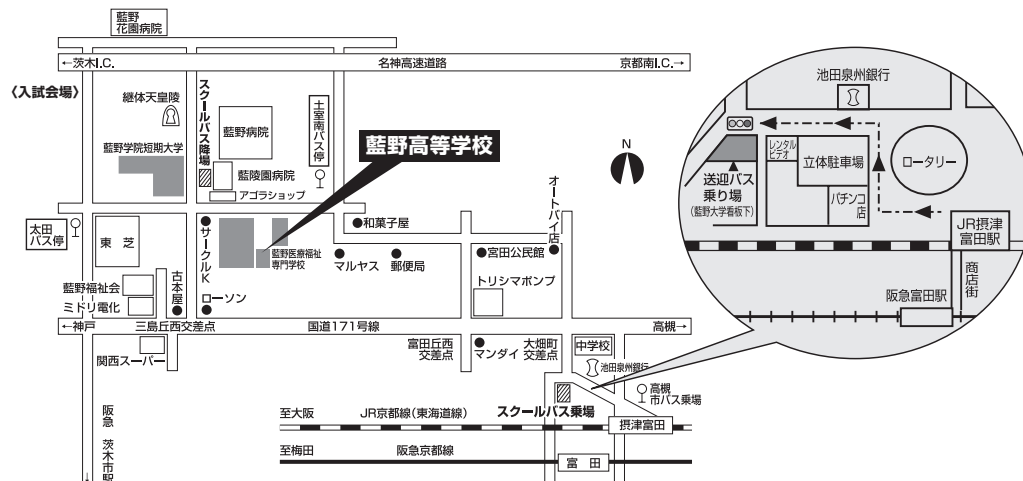 藍野
花園病院
←茨木I.C.
名神高速道路
京都南I.C.→
〈入試会場〉
継体天皇陵
スクールバス降場
藍野病院
土室南バス停
藍野高等学校
N
藍野学院短期大学
藍陵園病院
アゴラショップ
オートバイ店
太田
バス停
東 芝
サークルK
藍野医療福祉
専門学校
和菓子屋
マルヤス
郵便局
宮田公民館
トリシマポンプ
藍野福祉会
ミドリ電化
古本屋
ローソン
←神戸
三島丘西交差点
国道171号線
高槻→
関西スーパー
富田丘西
交差点
マンダイ
大畑町
交差点
中学校
池田泉州銀行
高槻
市バス乗場
スクールバス乗場
阪急 茨木市駅
↓
至大阪
JR京都線(東海道線)
摂津富田
至梅田
阪急京都線
富 田
池田泉州銀行
レンタル
ビデオ
立体駐車場
ロータリー
送迎バス
乗り場
(藍野大学看板下)
パチンコ
店
JR摂津
富田駅
商店街
阪急富田駅